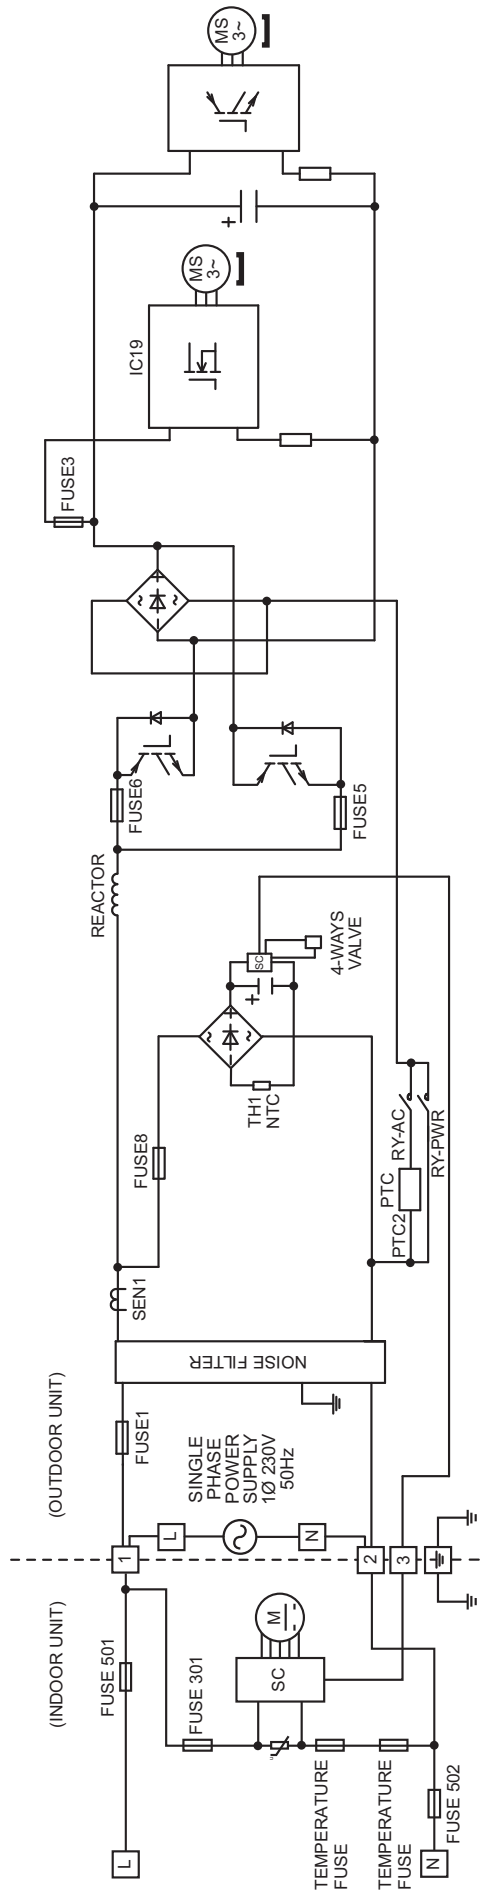 (INDOOR UNIT)
(OUTDOOR UNIT)
L
FUSE 501
FUSE 301
SC
M
TEMPERATURE
FUSE
TEMPERATURE
FUSE
FUSE 502
N
1
2
3
L
N
SINGLE
PHASE
POWER
SUPPLY
1Ø 230V
50Hz
FUSE1
NOISE FILTER
SEN1
FUSE8
TH1
NTC
+
SC
4-WAYS
VALVE
PTC2
PTC
RY-AC
RY-PWR
REACTOR
FUSE6
FUSE5
~
~
+
–
FUSE3
IC19
MS
3~
+
MS
3~